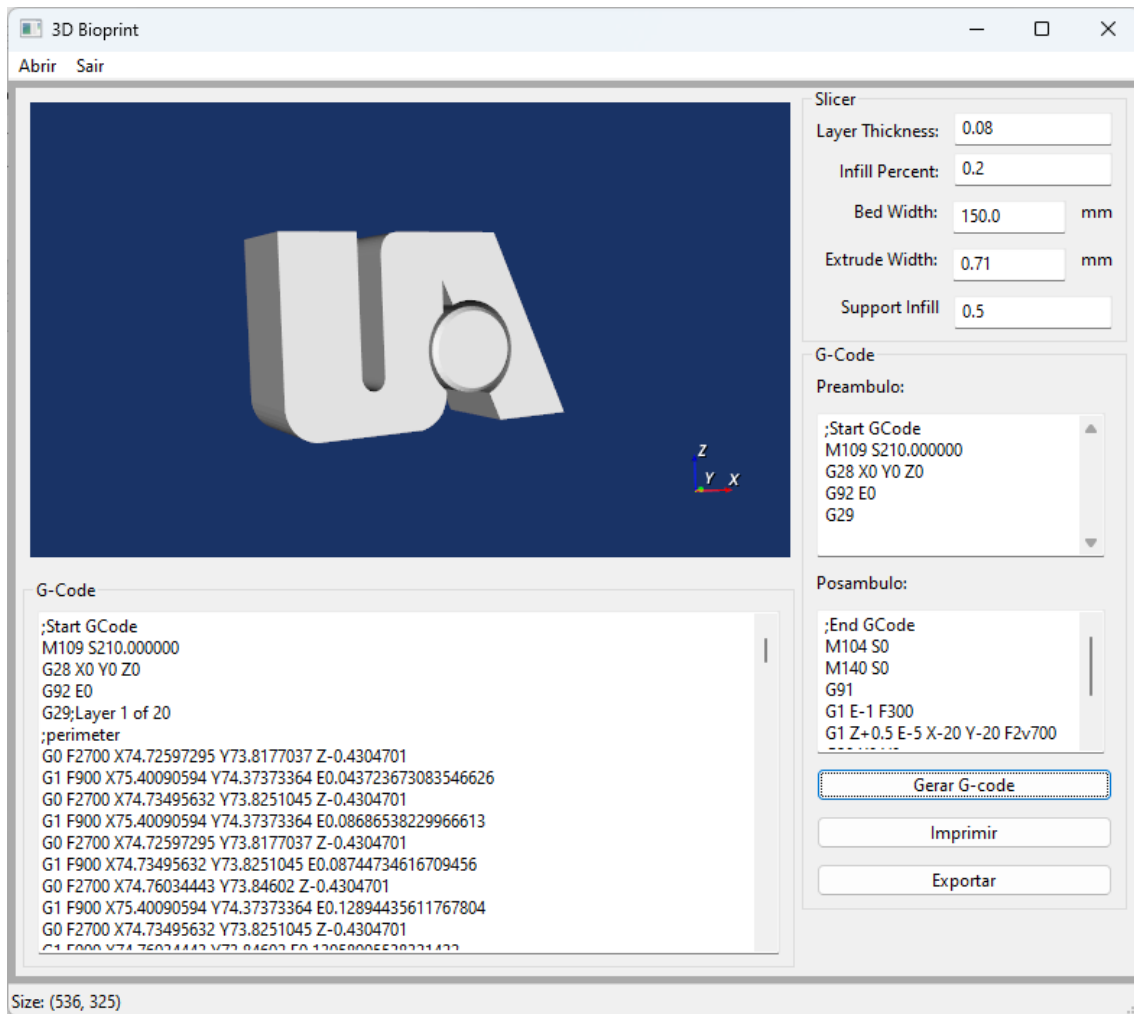 3D Bioprint
Abrir Sair
UA
Z
Y X
Slicer
Layer Thickness: 0.08
Infill Percent: 0.2
Bed Width: 150.0 mm
Extrude Width: 0.71 mm
Support Infill 0.5
G-Code
Preambulo:
;Start GCode
M109 S210.000000
G28 X0 Y0 Z0
G92 E0
G29
Posambulo:
;End GCode
M104 S0
M140 S0
G91
G1 E-1 F300
G1 Z+0.5 E-5 X-20 Y-20 F2v700
Gerar G-code
Imprimir
Exportar
G-Code
;Start GCode
M109 S210.000000
G28 X0 Y0 Z0
G92 E0
G29;Layer 1 of 20
;perimeter
G0 F2700 X74.72597295 Y73.8177037 Z-0.4304701
G1 F900 X75.40090594 Y74.37373364 E0.043723673083546626
G0 F2700 X74.73495632 Y73.8251045 Z-0.4304701
G1 F900 X75.40090594 Y74.37373364 E0.08686538229966613
G0 F2700 X74.72597295 Y73.8177037 Z-0.4304701
G1 F900 X74.73495632 Y73.8251045 E0.08744734616709456
G0 F2700 X74.76034443 Y73.84602 Z-0.4304701
G1 F900 X75.40090594 Y74.37373364 E0.12894435611767804
G0 F2700 X74.73495632 Y73.8251045 Z-0.4304701
G1 F900 X74.76034443 Y73.84602
Size: (536, 325)